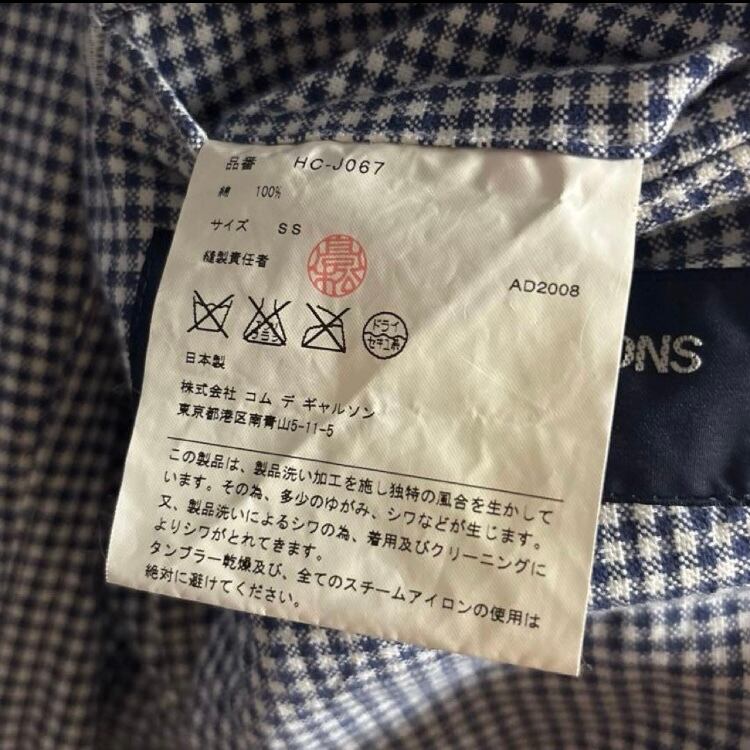 品番 HC-J067
綿 100%
サイズ SS
縫製責任者
AD2008
ドライ
セキユ系
日本製
株式会社 コム デ ギャルソン
東京都港区南青山5-11-5
この製品は、製品洗い加工を施し独特の風合を生かして
います。その為、多少のゆがみ、シワなどが生じます。
又、製品洗いによるシワの為、着用及びクリーニングに
よりシワがとれてきます。
タンブラー乾燥及び、全てのスチームアイロンの使用は
絶対に避けてください。
ONS